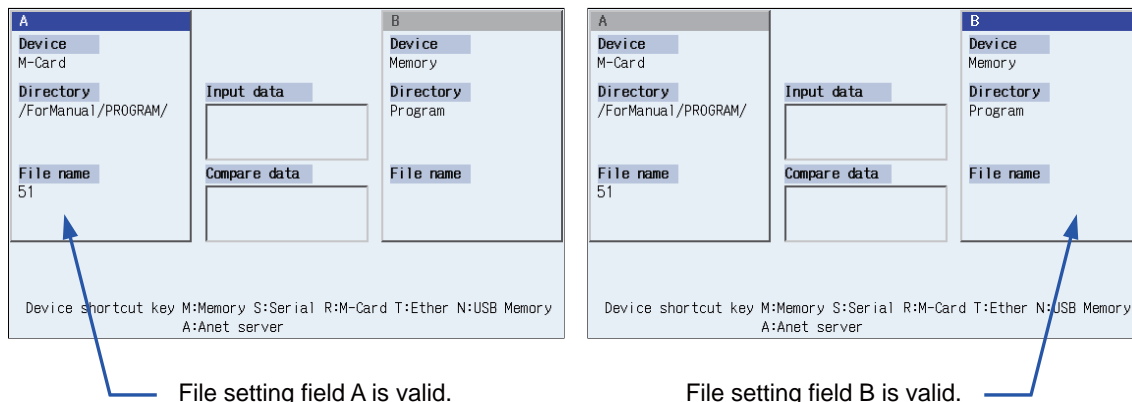 A
Device
M-Card
Directory
/ForManual/PROGRAM/
File name
51
Input data
Compare data
B
Device
Memory
Directory
Program
File name
Device shortcut key M:Memory S:Serial R:M-Card T:Ether N:USB Memory
A:Anet server
File setting field A is valid.
A
Device
M-Card
Directory
/ForManual/PROGRAM/
File name
51
Input data
Compare data
B
Device
Memory
Directory
Program
File name
Device shortcut key M:Memory S:Serial R:M-Card T:Ether N:USB Memory
A:Anet server
File setting field B is valid.